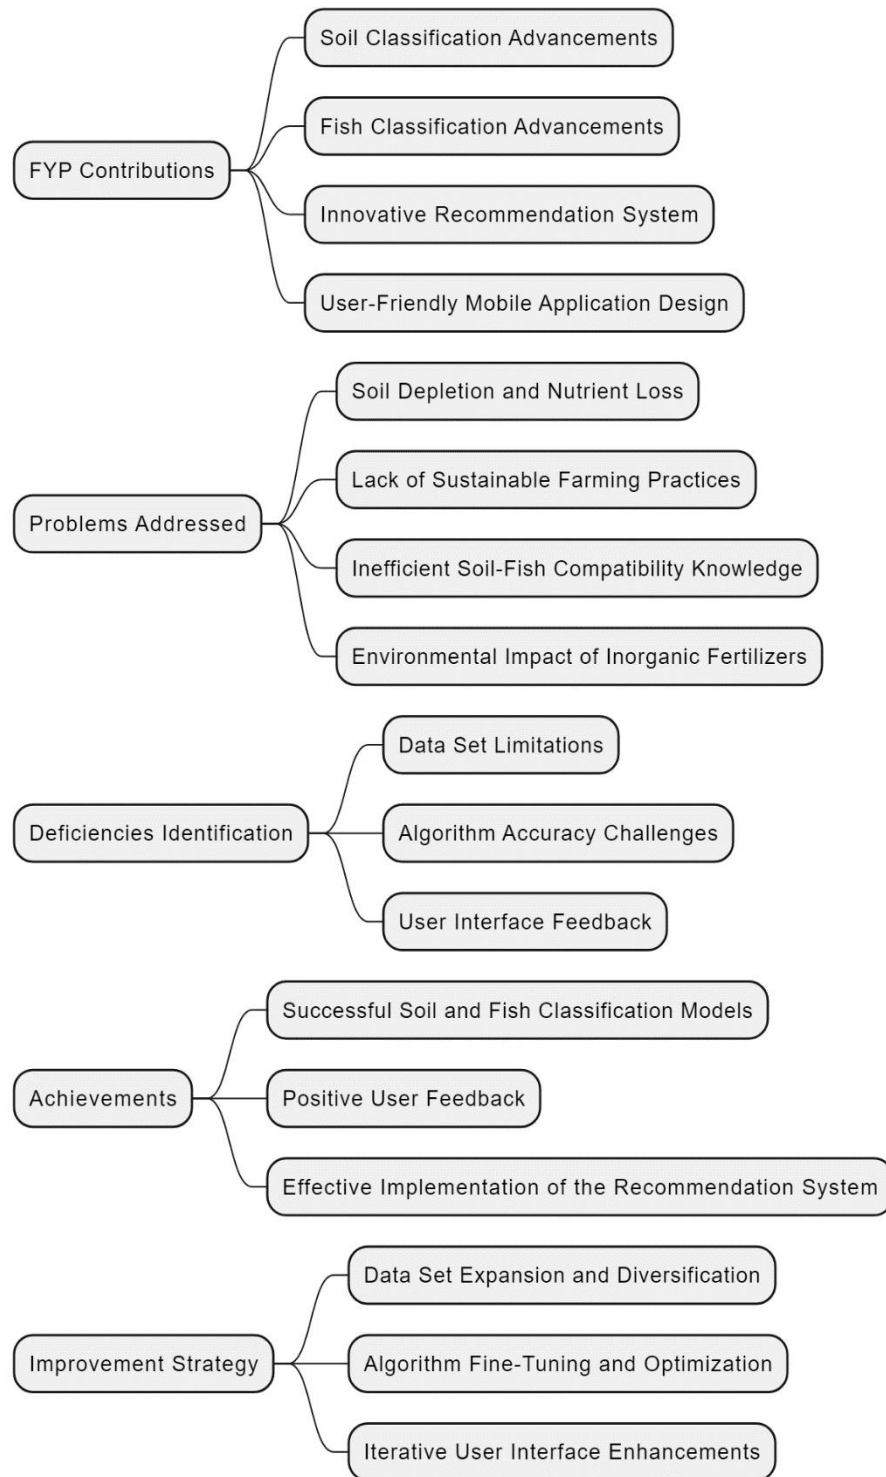 FYP Contributions
Soil Classification Advancements
Fish Classification Advancements
Innovative Recommendation System
User-Friendly Mobile Application Design
Problems Addressed
Soil Depletion and Nutrient Loss
Lack of Sustainable Farming Practices
Inefficient Soil-Fish Compatibility Knowledge
Environmental Impact of Inorganic Fertilizers
Deficiencies Identification
Data Set Limitations
Algorithm Accuracy Challenges
User Interface Feedback
Achievements
Successful Soil and Fish Classification Models
Positive User Feedback
Effective Implementation of the Recommendation System
Improvement Strategy
Data Set Expansion and Diversification
Algorithm Fine-Tuning and Optimization
Iterative User Interface Enhancements